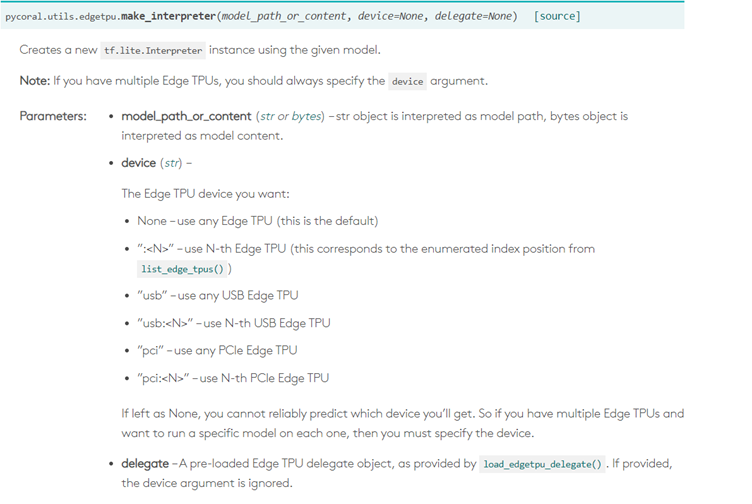 pycoral.utils.edgetpu.make_interpreter(model_path_or_content, device=None, delegate=None) [source]
Creates a new tf.lite.Interpreter instance using the given model.
Note: If you have multiple Edge TPUs, you should always specify the device argument.
Parameters:
• model_path_or_content (str or bytes) – str object is interpreted as model path, bytes object is
interpreted as model content.
• device (str) –
The Edge TPU device you want:
• None – use any Edge TPU (this is the default)
• ":<N>" – use N-th Edge TPU (this corresponds to the enumerated index position from
list_edge_tpus() )
• "usb" – use any USB Edge TPU
• "usb:<N>" – use N-th USB Edge TPU
• "pci" – use any PCIe Edge TPU
• "pci:<N>" – use N-th PCIe Edge TPU
If left as None, you cannot reliably predict which device you'll get. So if you have multiple Edge TPUs and
want to run a specific model on each one, then you must specify the device.
• delegate – A pre-loaded Edge TPU delegate object, as provided by load_edgetpu_delegate() . If provided,
the device argument is ignored.